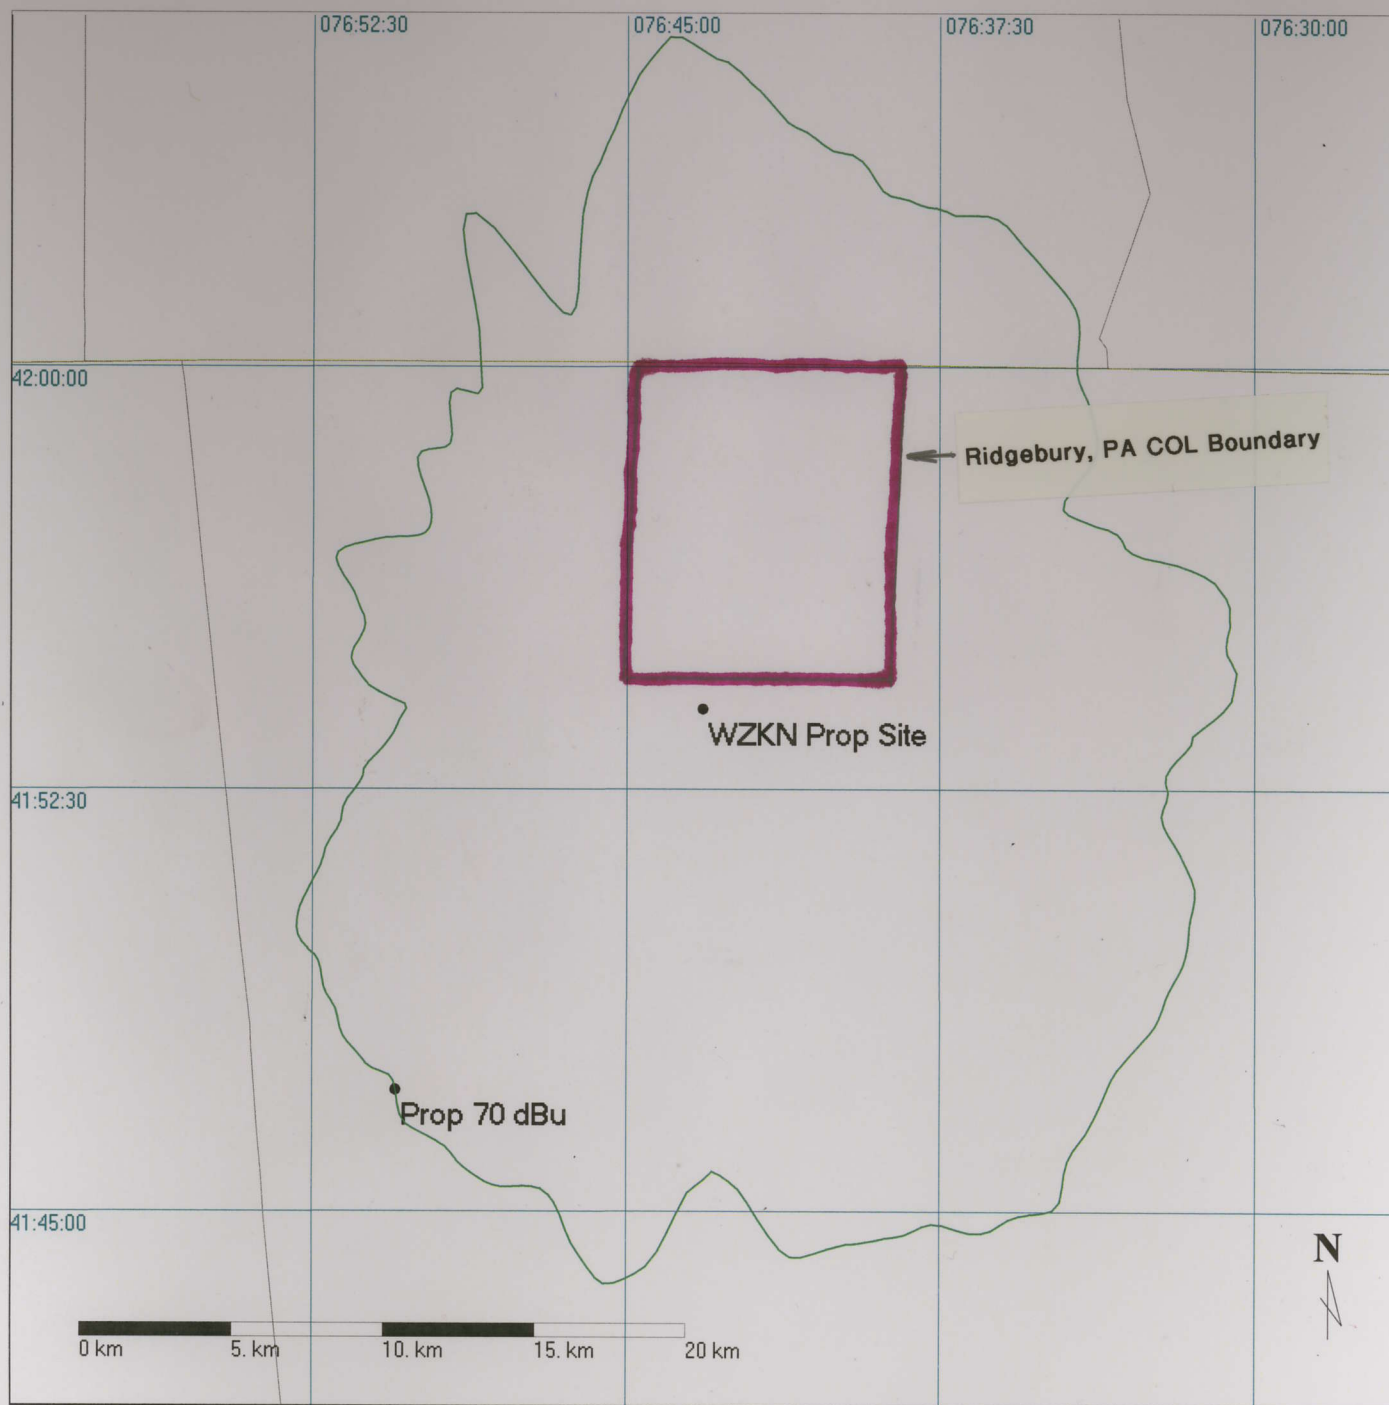 076:52:30
076:45:00
076:37:30
076:30:00
42:00:00
Ridgebury, PA COL Boundary
WZKN Prop Site
41:52:30
Prop 70 dBu
41:45:00
N
0 km
5. km
10. km
15. km
20 km